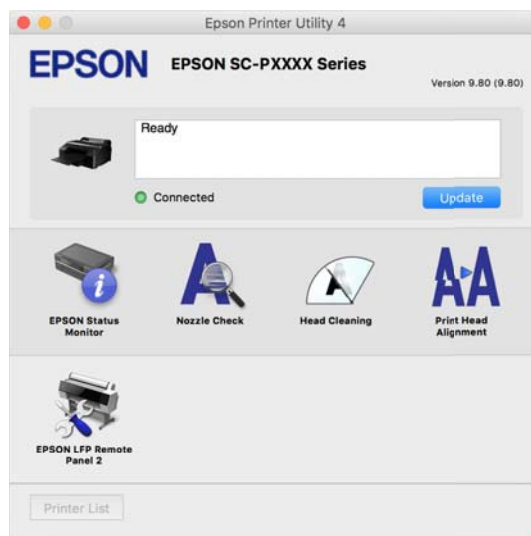 Epson Printer Utility 4
EPSON
EPSON SC-PXXXX Series
Version 9.80 (9.80)
Ready
Connected
Update
EPSON Status
Monitor
Nozzle Check
Head Cleaning
Print Head
Alignment
EPSON LFP Remote
Panel 2
Printer List